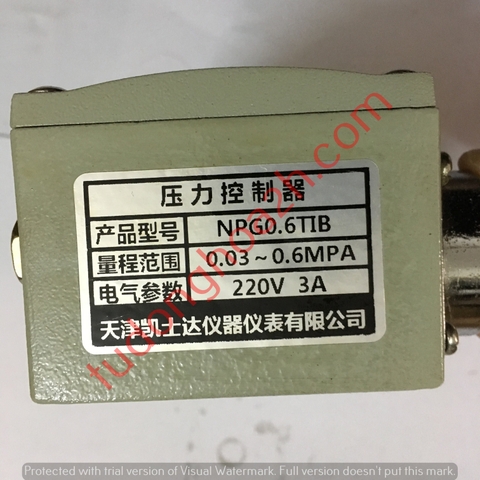 压力控制器
产品型号 NPG0.6TIB
量程范围 0.03～0.6MPA
电气参数 220V 3A
天津凯士达仪器仪表有限公司
tudonghoazh.com
Protected with trial version of Visual Watermark. Full version doesn't put this mark.